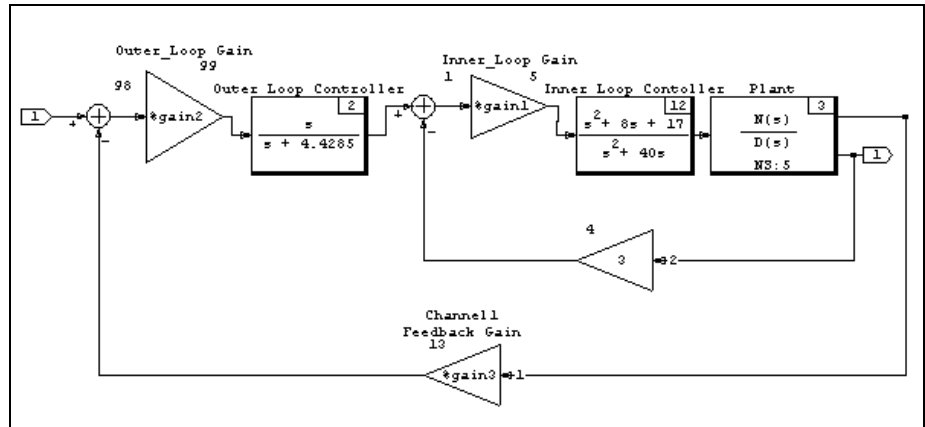 Outer_Loop Gain
99
98
%gain2
1
+
-
Outer Loop Controller
2
s
s + 4.4285
+
-
Inner_Loop Gain
1
5
%gain1
Inner Loop Contoller
12
s² + 8s + 17
s² + 40s
Plant
3
N(s)
D(s)
NS:5
1
4
3
2
Channel1
Feedback Gain
13
%gain3
1